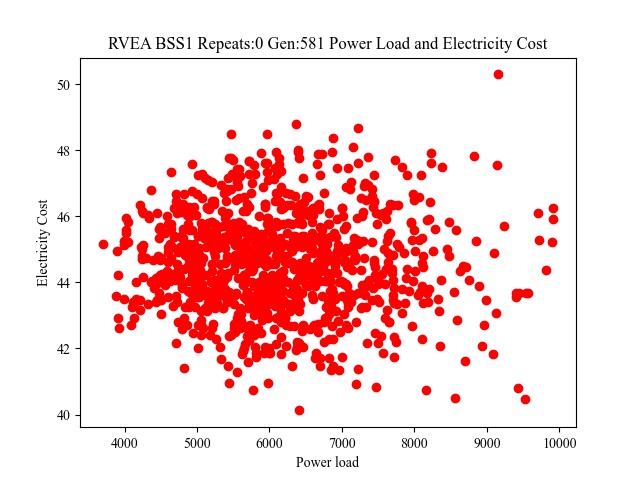 RVEA BSS1 Repeats:0 Gen:581 Power Load and Electricity Cost
50
48
46
44
42
40
Electricity Cost
4000 5000 6000 7000 8000 9000 10000
Power load